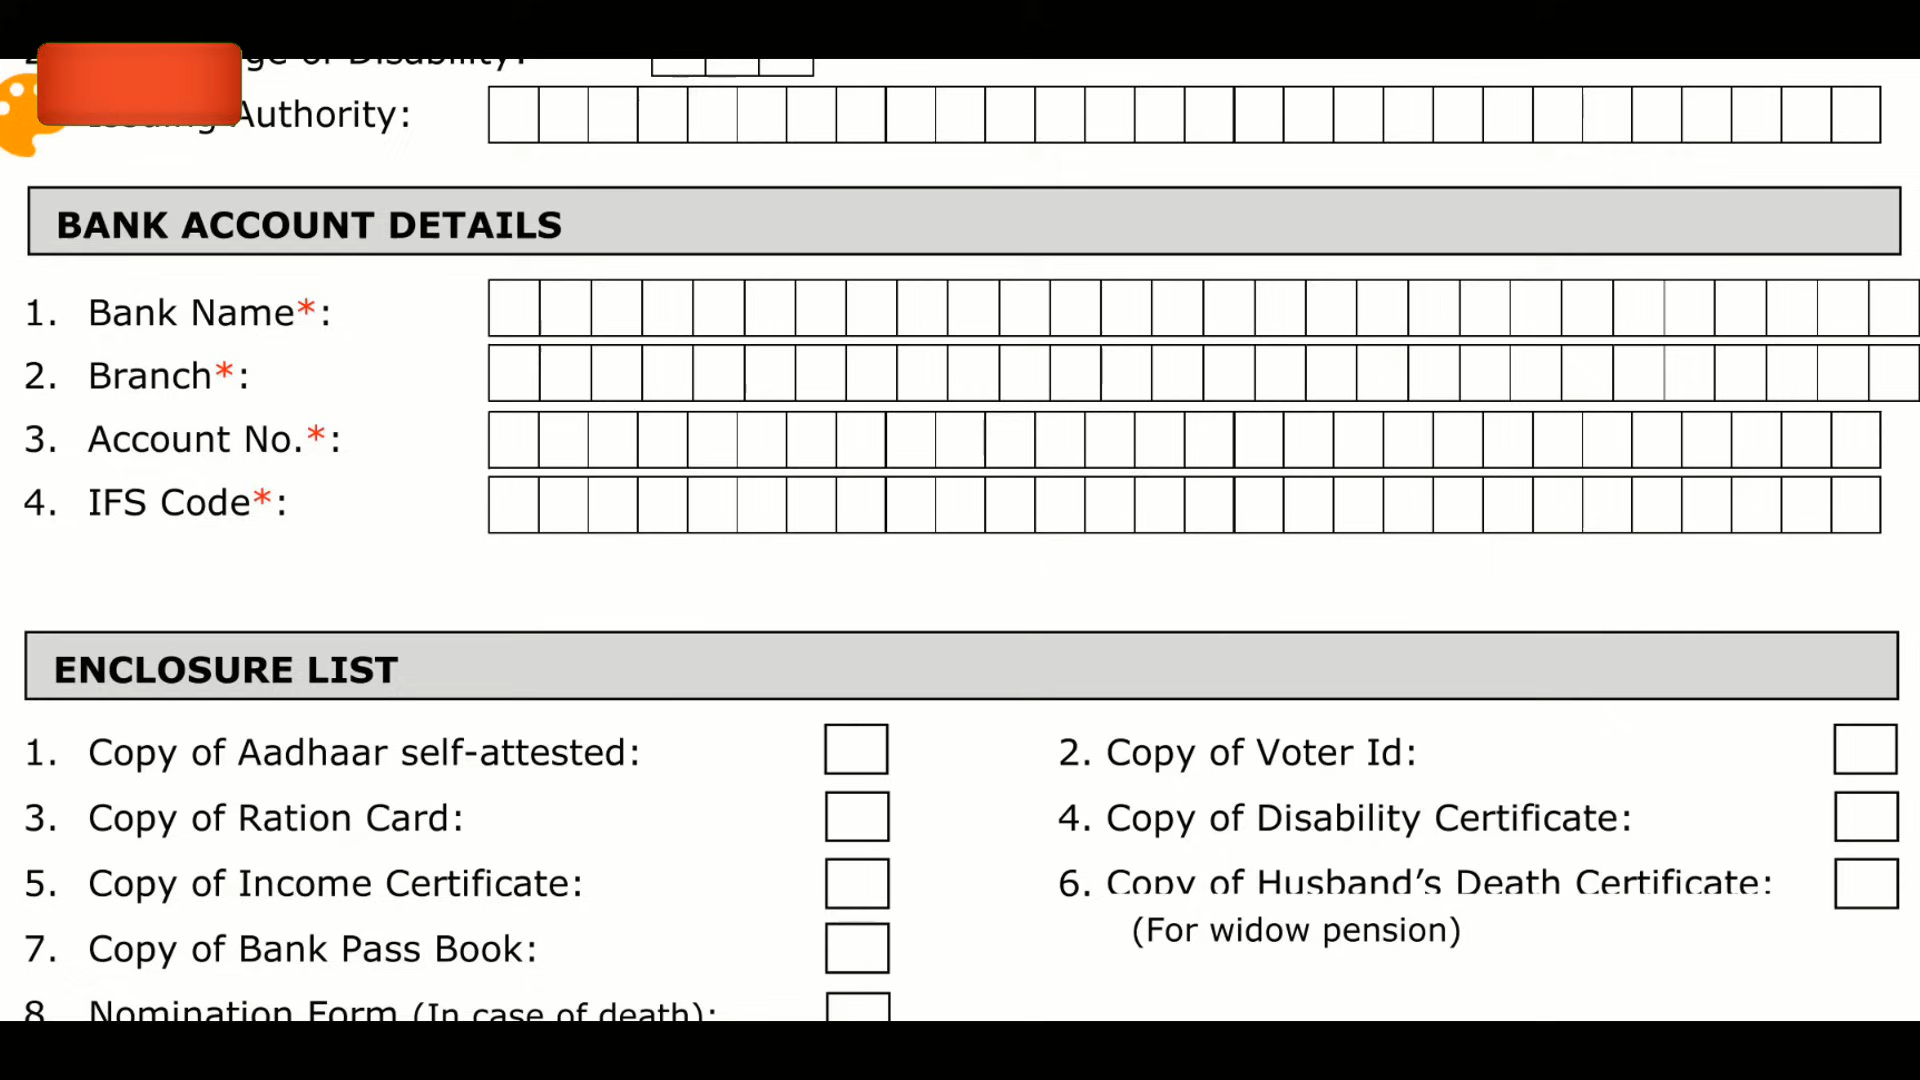 of Disability:
Authority:
BANK ACCOUNT DETAILS
1. Bank Name*:
2. Branch*:
3. Account No.*:
4. IFS Code*:
ENCLOSURE LIST
1. Copy of Aadhaar self-attested:
2. Copy of Voter Id:
3. Copy of Ration Card:
4. Copy of Disability Certificate:
5. Copy of Income Certificate:
6. Copy of Husband’s Death Certificate:
(For widow pension)
7. Copy of Bank Pass Book:
8. Nomination Form (In case of death):